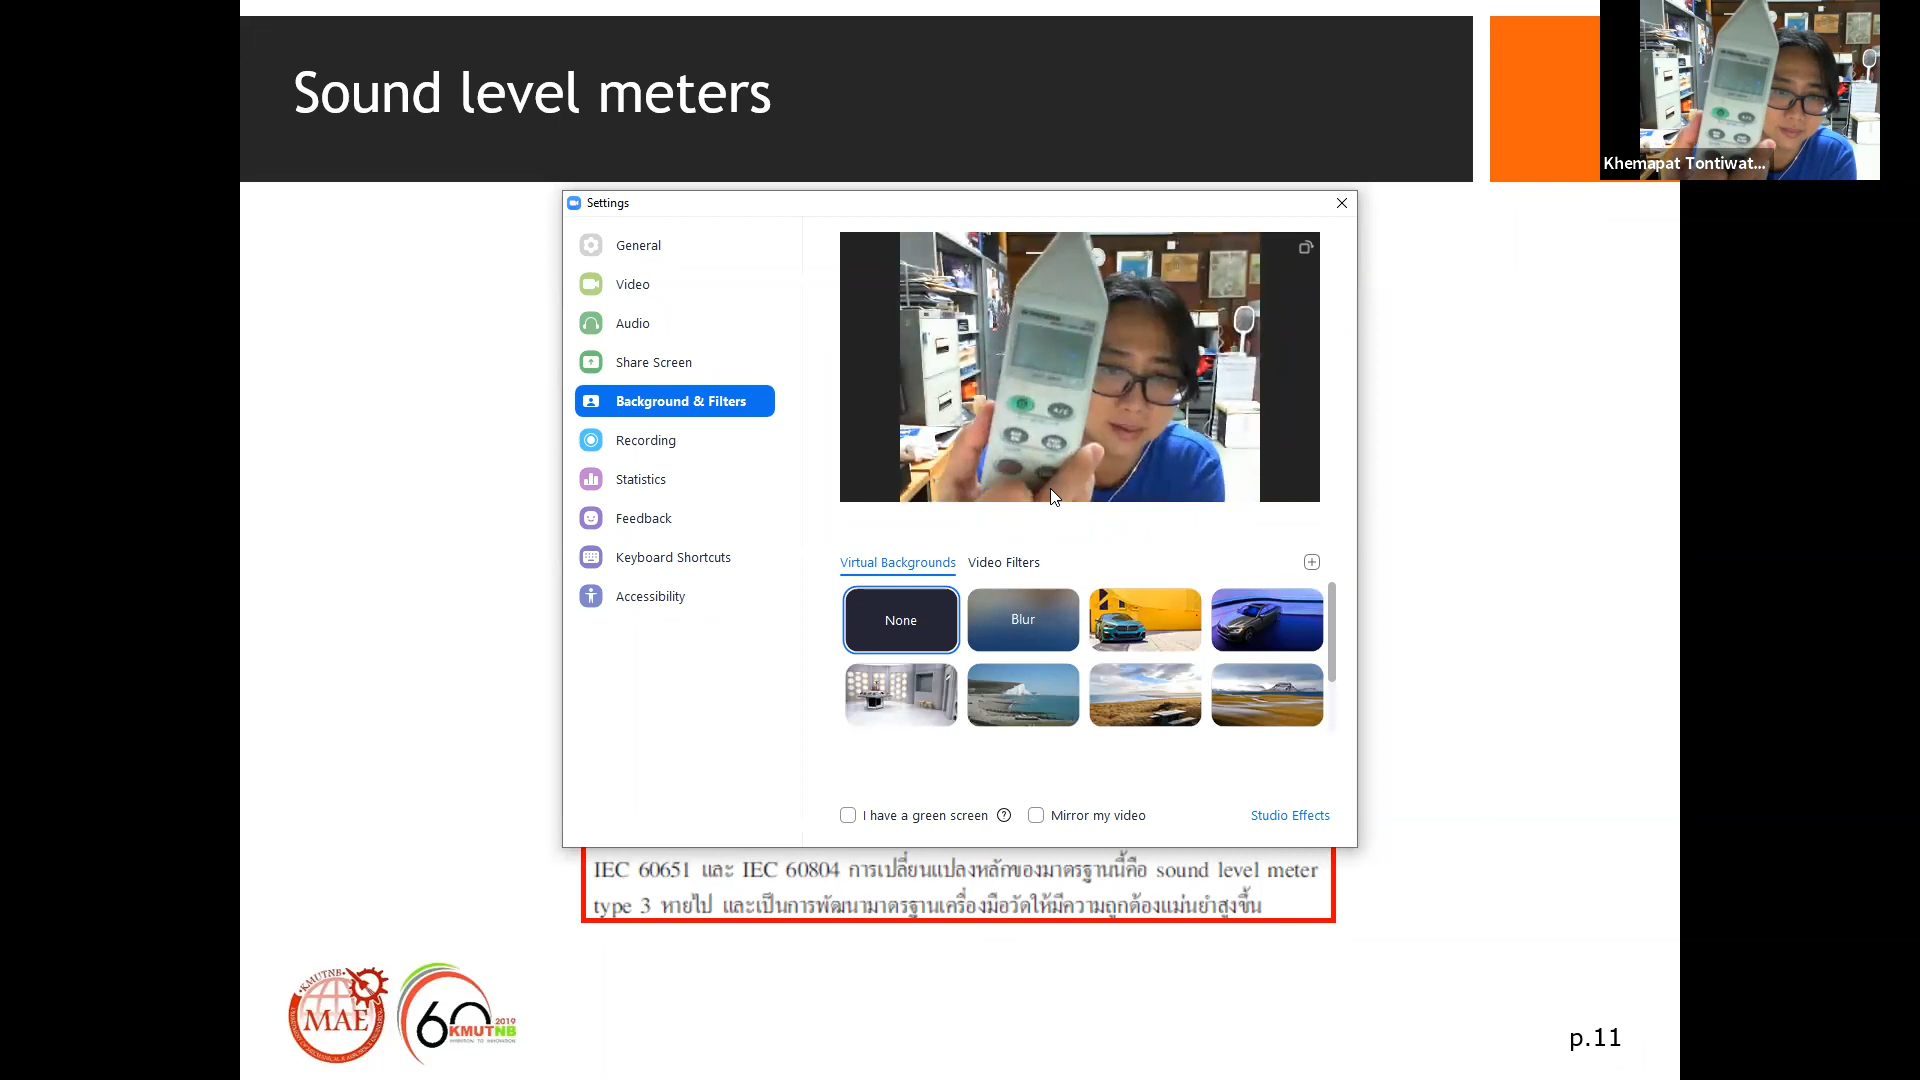 Sound level meters
Khemapat Tontiwat...
Settings
General
Video
Audio
Share Screen
Background & Filters
Recording
Statistics
Feedback
Keyboard Shortcuts
Accessibility
Virtual Backgrounds
Video Filters
None
Blur
I have a green screen
Mirror my video
Studio Effects
IEC 60651 และ IEC 60804 การเปลี่ยนแปลงหลักของมาตรฐานนี้คือ sound level meter
type 3 หายไป และเป็นการพัฒนามาตรฐานเครื่องมือวัดให้มีความถูกต้องแม่นยำสูงขึ้น
KMUTNB
MAE
60
2019
KMUTNB
p.11